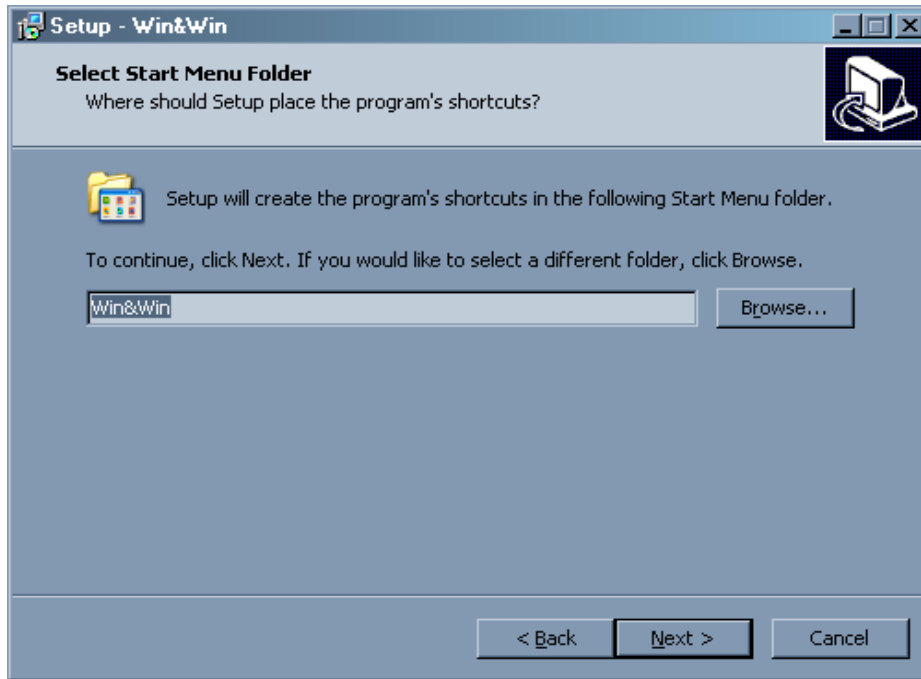 Setup - Win&Win
Select Start Menu Folder
Where should Setup place the program's shortcuts?
Setup will create the program's shortcuts in the following Start Menu folder.
To continue, click Next. If you would like to select a different folder, click Browse.
Win&Win
Browse...
< Back
Next >
Cancel